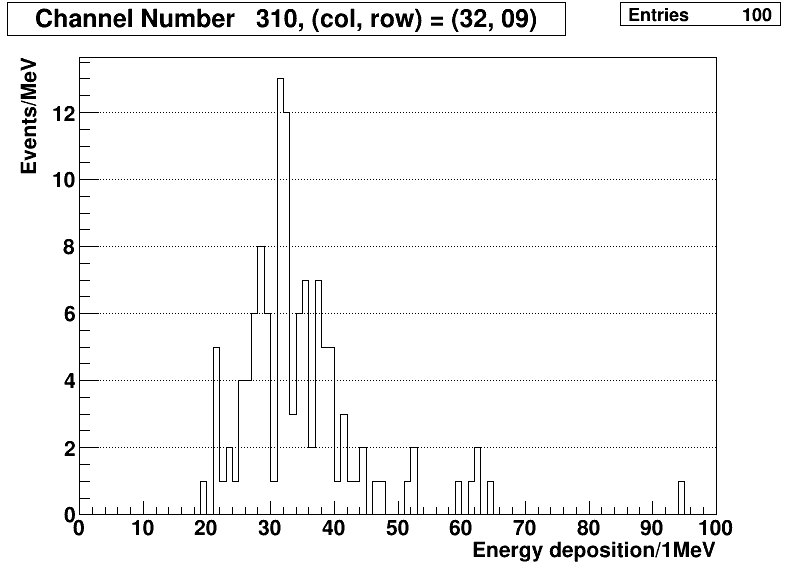 Channel Number 310, (col, row) = (32, 09)
Entries 100
Events/MeV
12
10
8
6
4
2
0
0 10 20 30 40 50 60 70 80 90 100
Energy deposition/1MeV